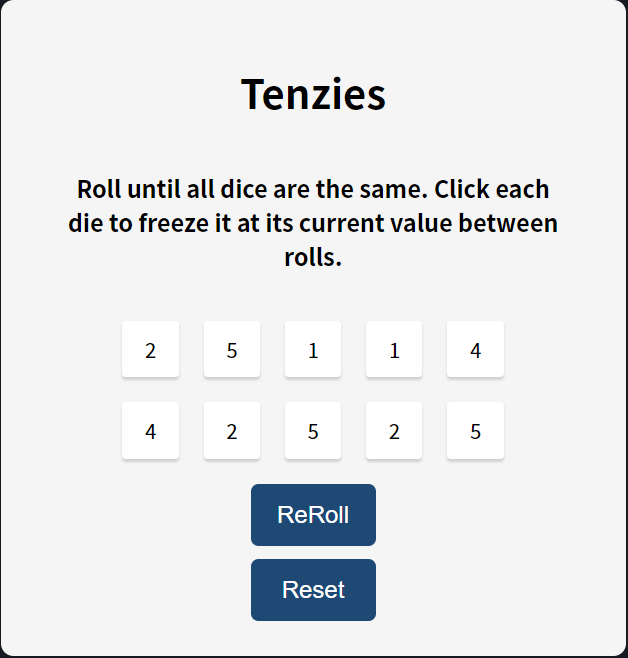 Tenzies
Roll until all dice are the same. Click each
die to freeze it at its current value between
rolls.
2 5 1 1 4
4 2 5 2 5
ReRoll
Reset